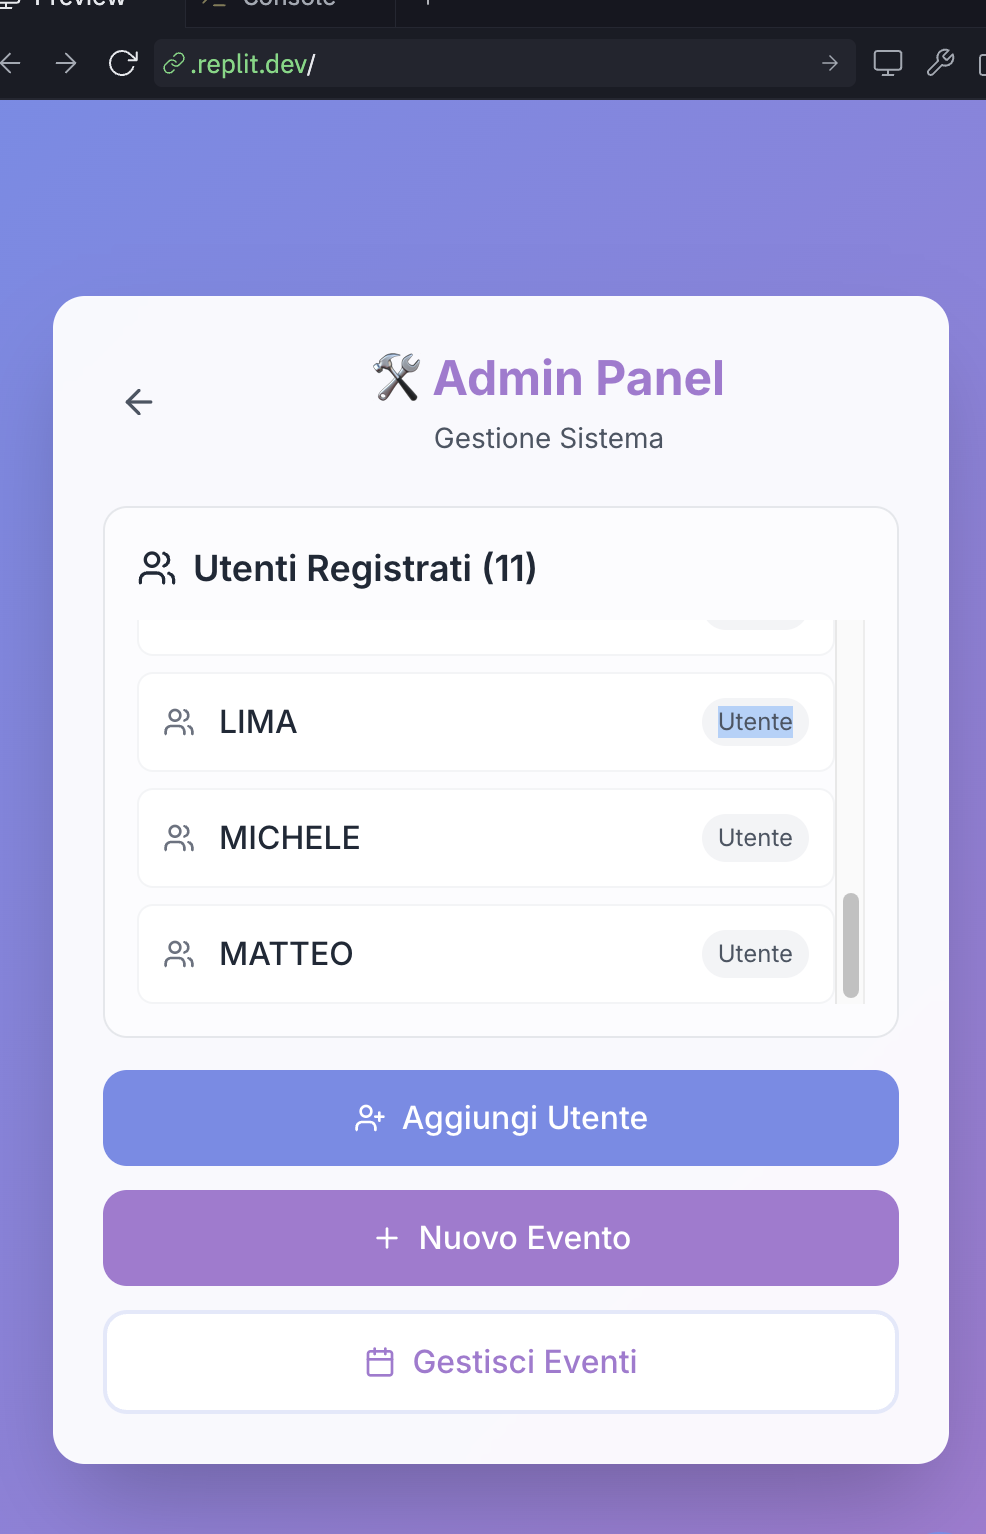 Preview Console
.replit.dev/
Admin Panel
Gestione Sistema
Utenti Registrati (11)
LIMA Utente
MICHELE Utente
MATTEO Utente
Aggiungi Utente
Nuovo Evento
Gestisci Eventi